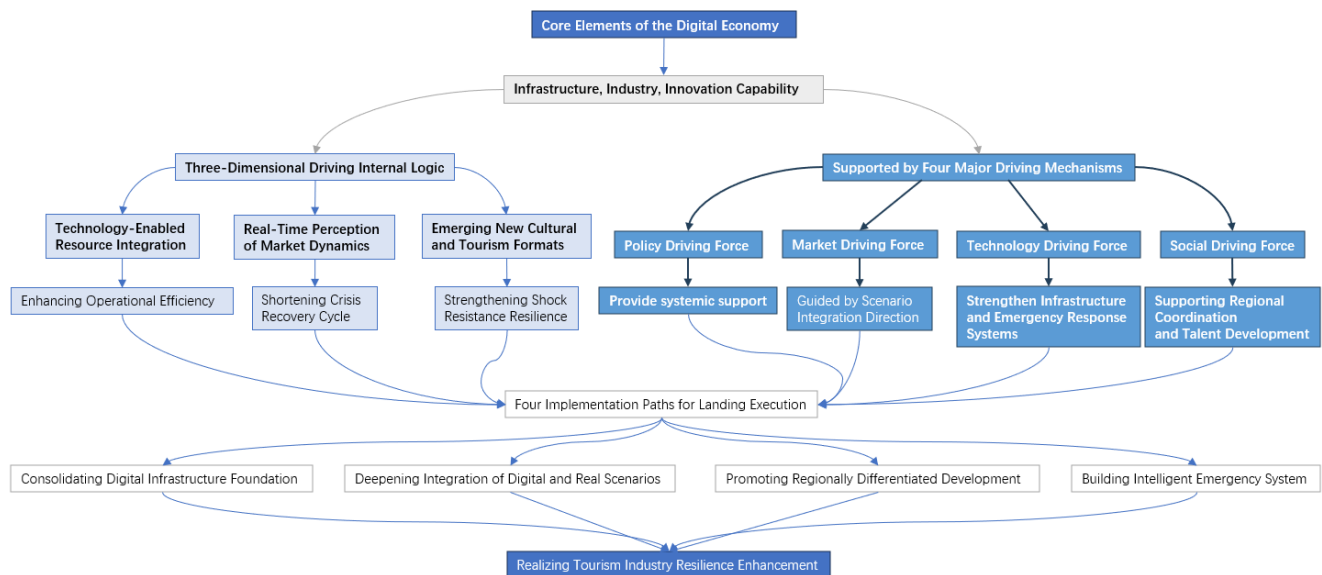 Core Elements of the Digital Economy
Infrastructure, Industry, Innovation Capability
Three-Dimensional Driving Internal Logic
Supported by Four Major Driving Mechanisms
Technology-Enabled
Resource Integration
Real-Time Perception
of Market Dynamics
Emerging New Cultural
and Tourism Formats
Policy Driving Force
Market Driving Force
Technology Driving Force
Social Driving Force
Enhancing Operational Efficiency
Shortening Crisis
Recovery Cycle
Strengthening Shock
Resistance Resilience
Provide systemic support
Guided by Scenario
Integration Direction
Strengthen Infrastructure
and Emergency Response
Systems
Supporting Regional
Coordination
and Talent Development
Four Implementation Paths for Landing Execution
Consolidating Digital Infrastructure Foundation
Deepening Integration of Digital and Real Scenarios
Promoting Regionally Differentiated Development
Building Intelligent Emergency System
Realizing Tourism Industry Resilience Enhancement